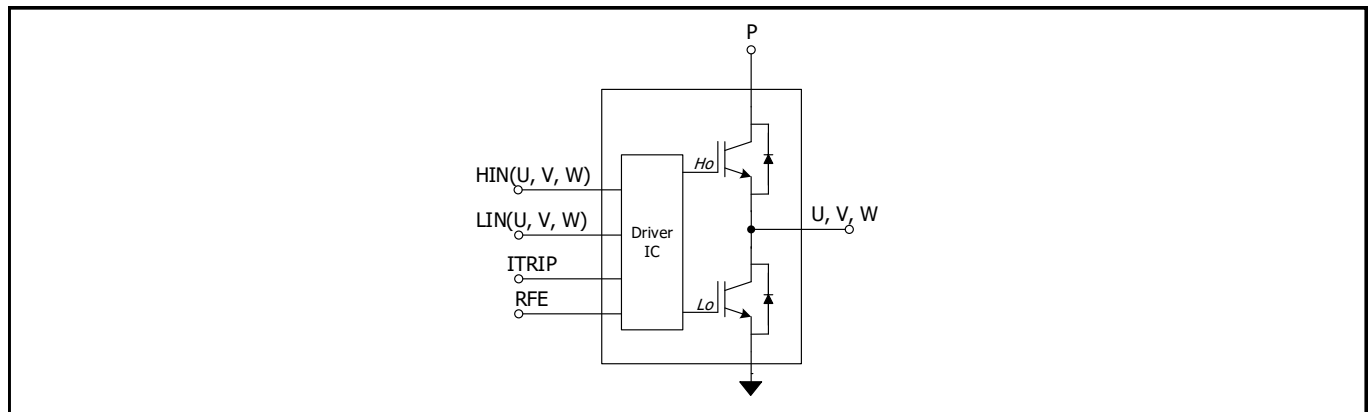 P
HIN(U, V, W)
Ho
LIN(U, V, W)
U, V, W
Driver
IC
ITRIP
RFE
Lo